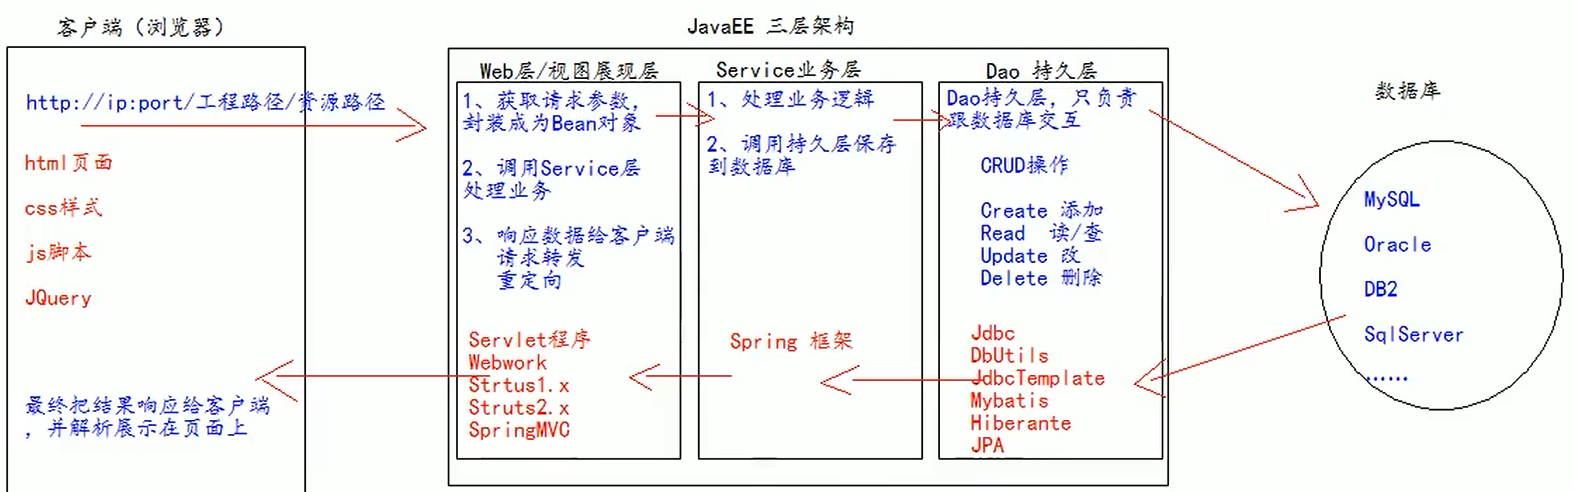 客户端（浏览器）
http://ip:port/工程路径/资源路径
html页面
css样式
js脚本
JQuery
最终把结果响应给客户端
，并解析展示在页面上
JavaEE 三层架构
Web层/视图展现层
1、获取请求参数，
封装成为Bean对象
2、调用Service层
处理业务
3、响应数据给客户端
请求转发
重定向
Servlet程序
Webwork
Strtus1.x
Struts2.x
SpringMVC
Service业务层
1、处理业务逻辑
2、调用持久层保存
到数据库
Spring 框架
Dao 持久层
Dao持久层，只负责
跟数据库交互
CRUD操作
Create 添加
Read 读/查
Update 改
Delete 删除
Jdbc
DbUtils
JdbcTemplate
Mybatis
Hiberante
JPA
数据库
MySQL
Oracle
DB2
SqlServer
......